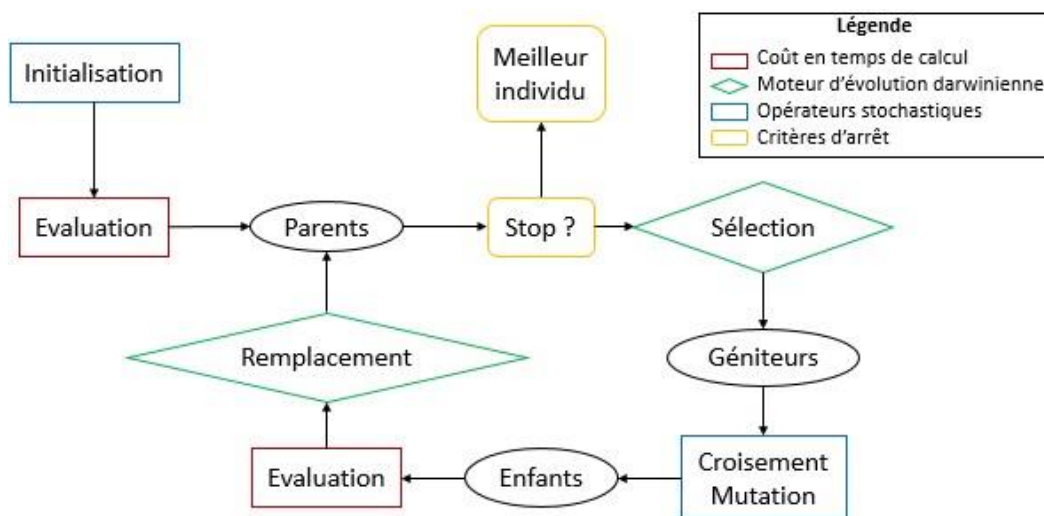 Initialisation
Meilleur
individu
Légende
Coût en temps de calcul
Moteur d'évolution darwinienne
Opérateurs stochastiques
Critères d'arrêt
Evaluation
Parents
Stop ?
Sélection
Remplacement
Géniteurs
Evaluation
Enfants
Croisement
Mutation